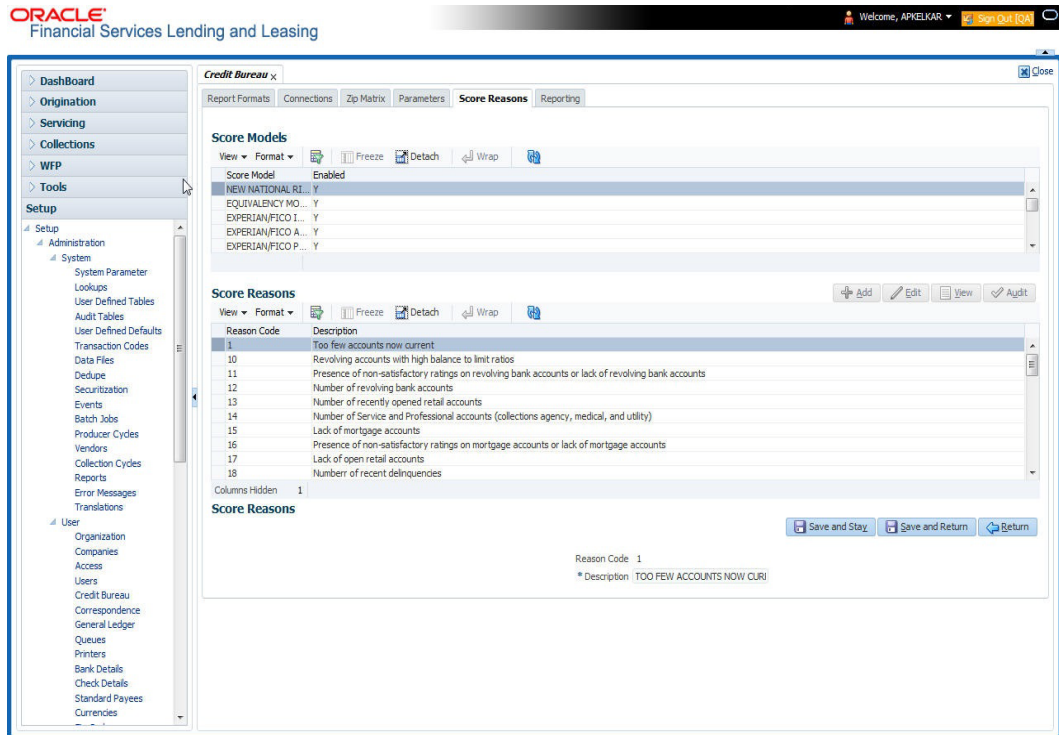 ORACLE
Financial Services Lending and Leasing
Welcome, APKELKAR
Sign Out [QA]
DashBoard
Origination
Servicing
Collections
WFP
Tools
Setup
Setup
Administration
System
System Parameter
Lookups
User Defined Tables
Audit Tables
User Defined Defaults
Transaction Codes
Data Files
Dedupe
Securitization
Events
Batch Jobs
Producer Cycles
Vendors
Collection Cycles
Reports
Error Messages
Translations
User
Organization
Companies
Access
Users
Credit Bureau
Correspondence
General Ledger
Queues
Printers
Bank Details
Check Details
Standard Payees
Currencies
Credit Bureau x
Close
Report Formats Connections Zip Matrix Parameters Score Reasons Reporting
Score Models
View Format Freeze Detach Wrap
Score Model Enabled
NEW NATIONAL RI... Y
EQUIVALENCY MO... Y
EXPERIAN/FICO I... Y
EXPERIAN/FICO A... Y
EXPERIAN/FICO P... Y
Score Reasons
Add Edit View Audit
View Format Freeze Detach Wrap
Reason Code Description
1 Too few accounts now current
10 Revolving accounts with high balance to limit ratios
11 Presence of non-satisfactory ratings on revolving bank accounts or lack of revolving bank accounts
12 Number of revolving bank accounts
13 Number of recently opened retail accounts
14 Number of Service and Professional accounts (collections agency, medical, and utility)
15 Lack of mortgage accounts
16 Presence of non-satisfactory ratings on mortgage accounts or lack of mortgage accounts
17 Lack of open retail accounts
18 Numberr of recent delinquencies
Columns Hidden 1
Score Reasons
Save and Stay Save and Return Return
Reason Code 1
* Description TOO FEW ACCOUNTS NOW CURI